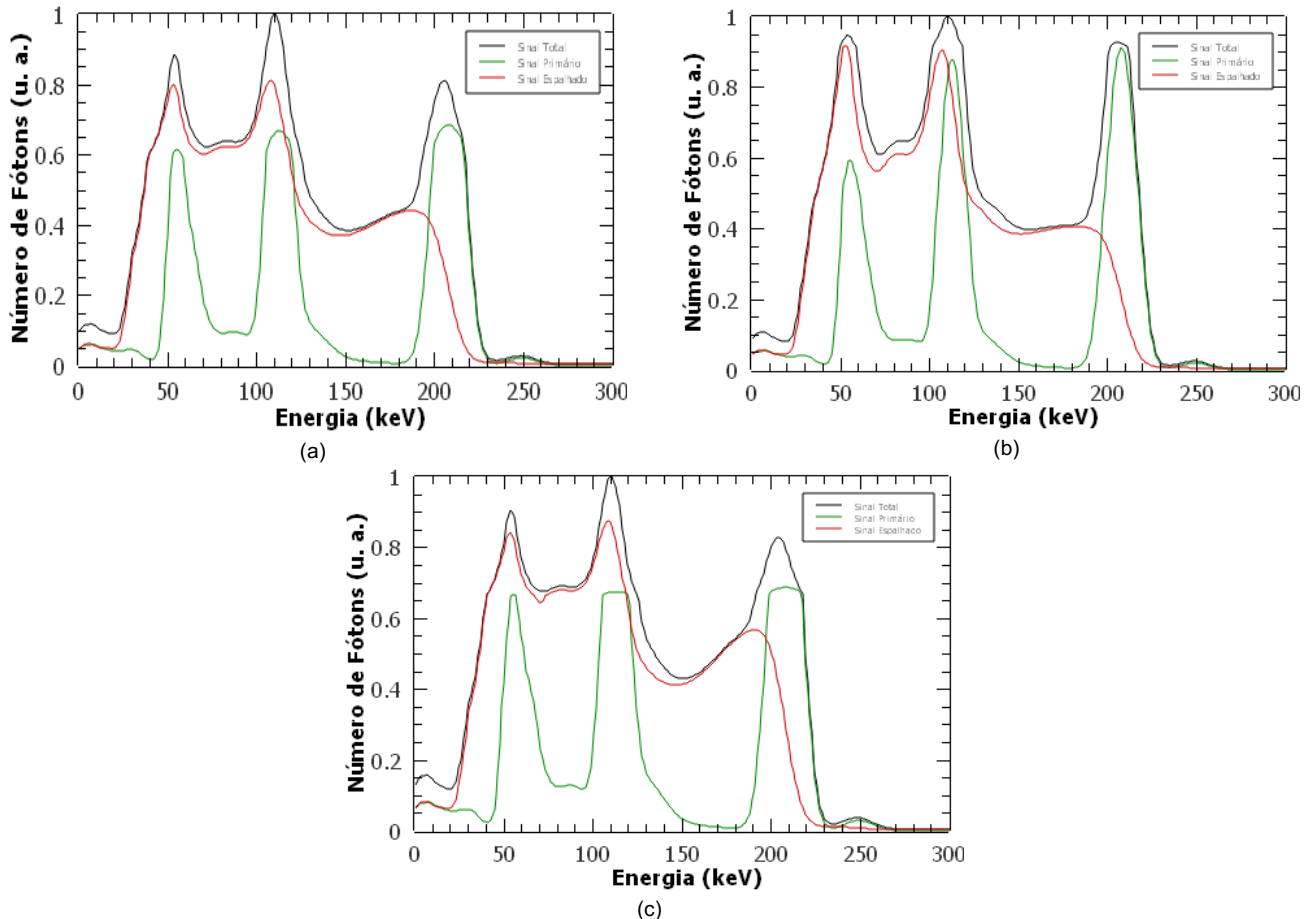 Número de Fótons (u. a.)
1
0.8
0.6
0.4
0.2
0
0 50 100 150 200 250 300
Energia (keV)
Sinal Total
Sinal Primário
Sinal Espalhado
(a)
Número de Fótons (u. a.)
1
0.8
0.6
0.4
0.2
0
0 50 100 150 200 250 300
Energia (keV)
Sinal Total
Sinal Primário
Sinal Espalhado
(b)
Número de Fótons (u. a.)
1
0.8
0.6
0.4
0.2
0
0 50 100 150 200 250 300
Energia (keV)
Sinal Total
Sinal Primário
Sinal Espalhado
(c)